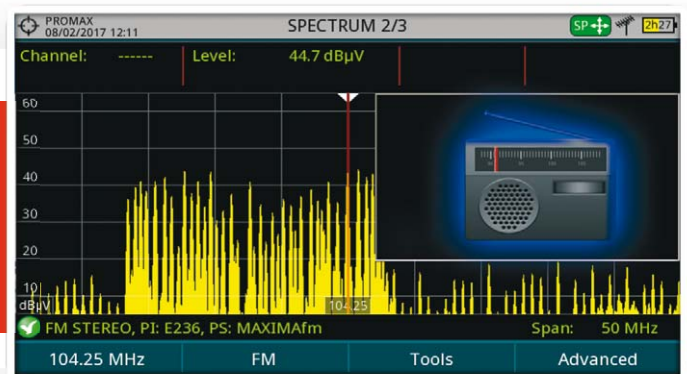 PROMAX
08/02/2017 12:11
SPECTRUM 2/3
SP
2h27
Channel: ------ Level: 44.7 dBµV
60
50
40
30
20
10
dBµV
104.25
FM STEREO, PI: E236, PS: MAXIMAfm Span: 50 MHz
104.25 MHz FM Tools Advanced